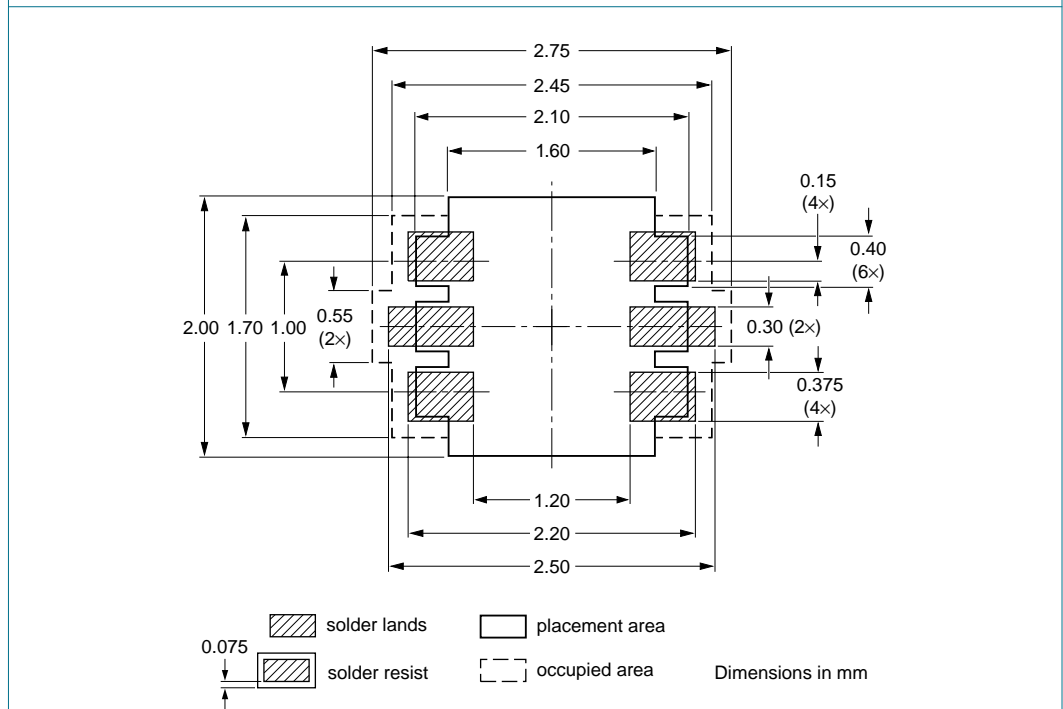 2.75
2.45
2.10
1.60
0.15
(4×)
0.40
(6×)
2.00 1.70 1.00 0.55
(2×)
0.30 (2×)
0.375
(4×)
1.20
2.20
2.50
solder lands
placement area
0.075
solder resist
occupied area
Dimensions in mm